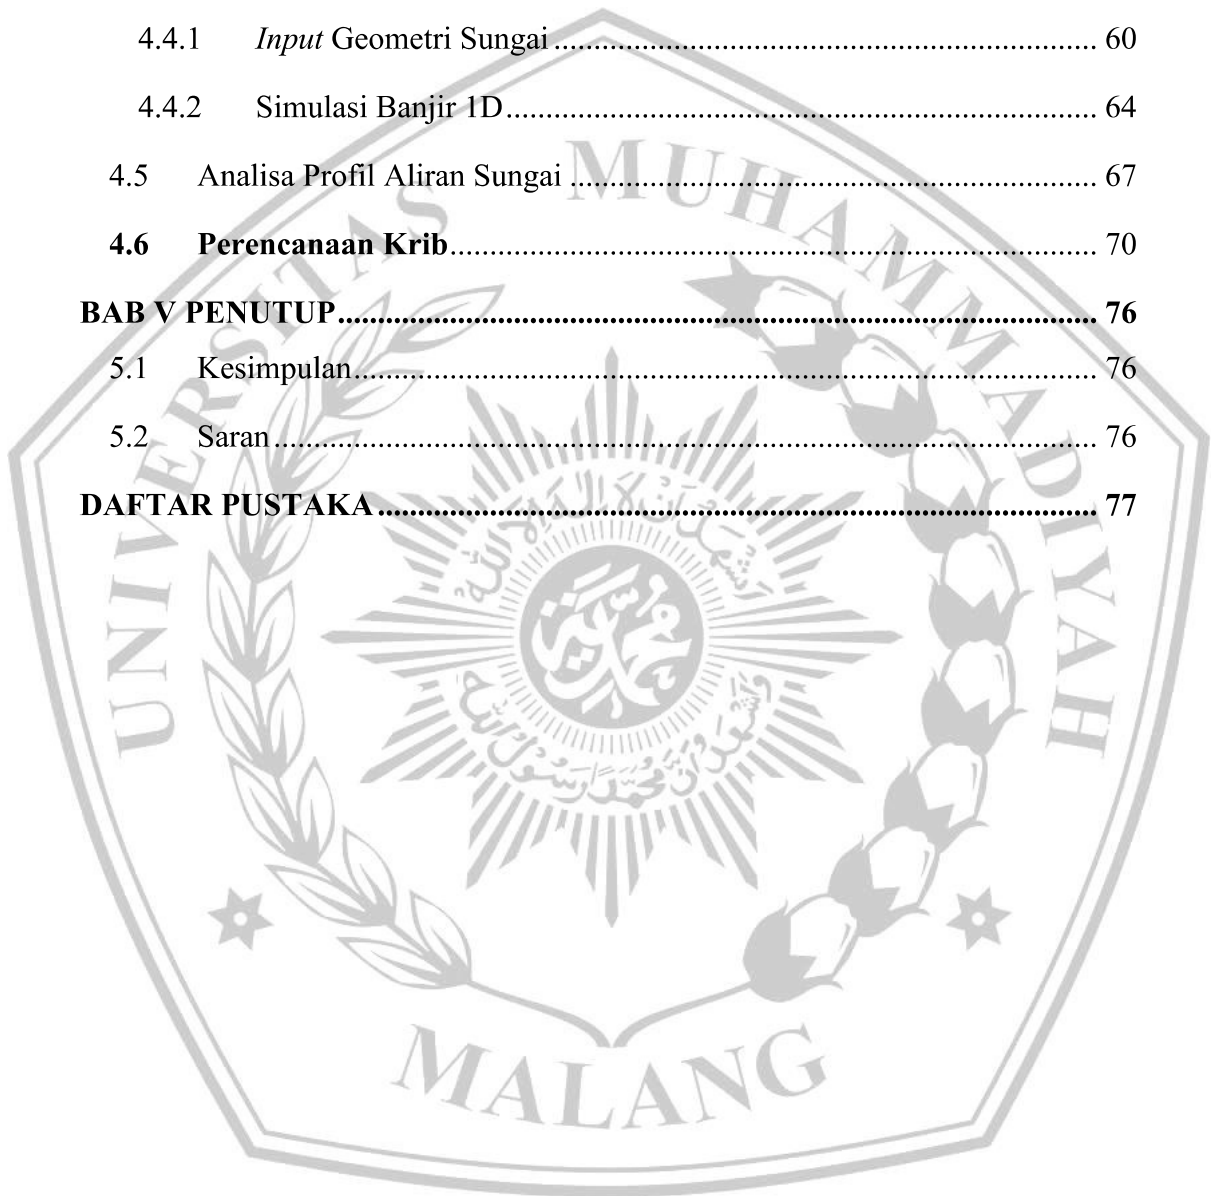 4.4.1 Input Geometri Sungai ........ 60
4.4.2 Simulasi Banjir 1D ........ 64
4.5 Analisa Profil Aliran Sungai ........ 67
4.6 Perencanaan Krib ........ 70
BAB V PENUTUP ........ 76
5.1 Kesimpulan ........ 76
5.2 Saran ........ 76
DAFTAR PUSTAKA ........ 77
UNIVERSITAS MUHAMMADIYAH
MALANG